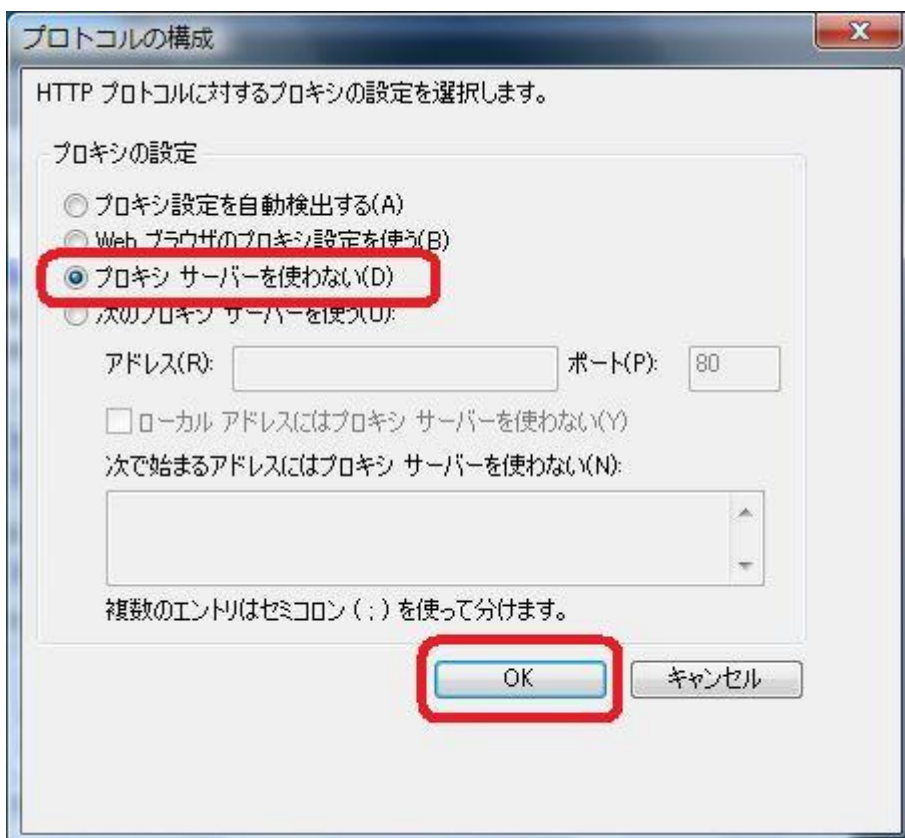 プロトコルの構成
HTTP プロトコルに対するプロキシの設定を選択します。
プロキシの設定
プロキシ設定を自動検出する(A)
Web ブラウザのプロキシ設定を使う(B)
プロキシ サーバーを使わない(D)
次のプロキシ サーバーを使う(U):
アドレス(R):
ポート(P): 80
ローカル アドレスにはプロキシ サーバーを使わない(Y)
次で始まるアドレスにはプロキシ サーバーを使わない(N):
複数のエントリはセミコロン ( ; ) を使って分けます。
OK
キャンセル